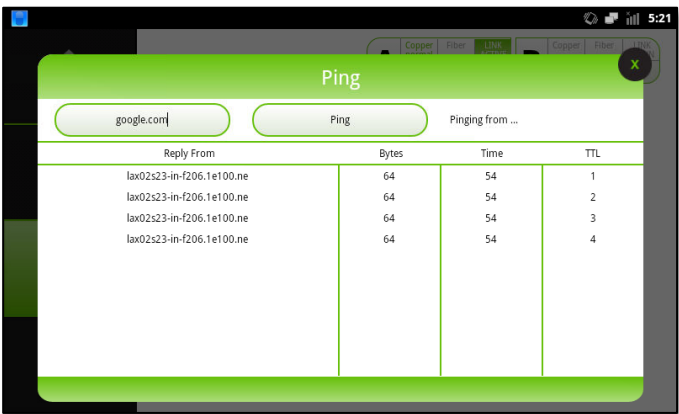 5:21
Copper Fiber LINK Copper Fiber LINK
ACTIVE
Ping
X
google.com Ping Pinging from ...
Reply From Bytes Time TTL
lax02s23-in-f206.1e100.ne 64 54 1
lax02s23-in-f206.1e100.ne 64 54 2
lax02s23-in-f206.1e100.ne 64 54 3
lax02s23-in-f206.1e100.ne 64 54 4